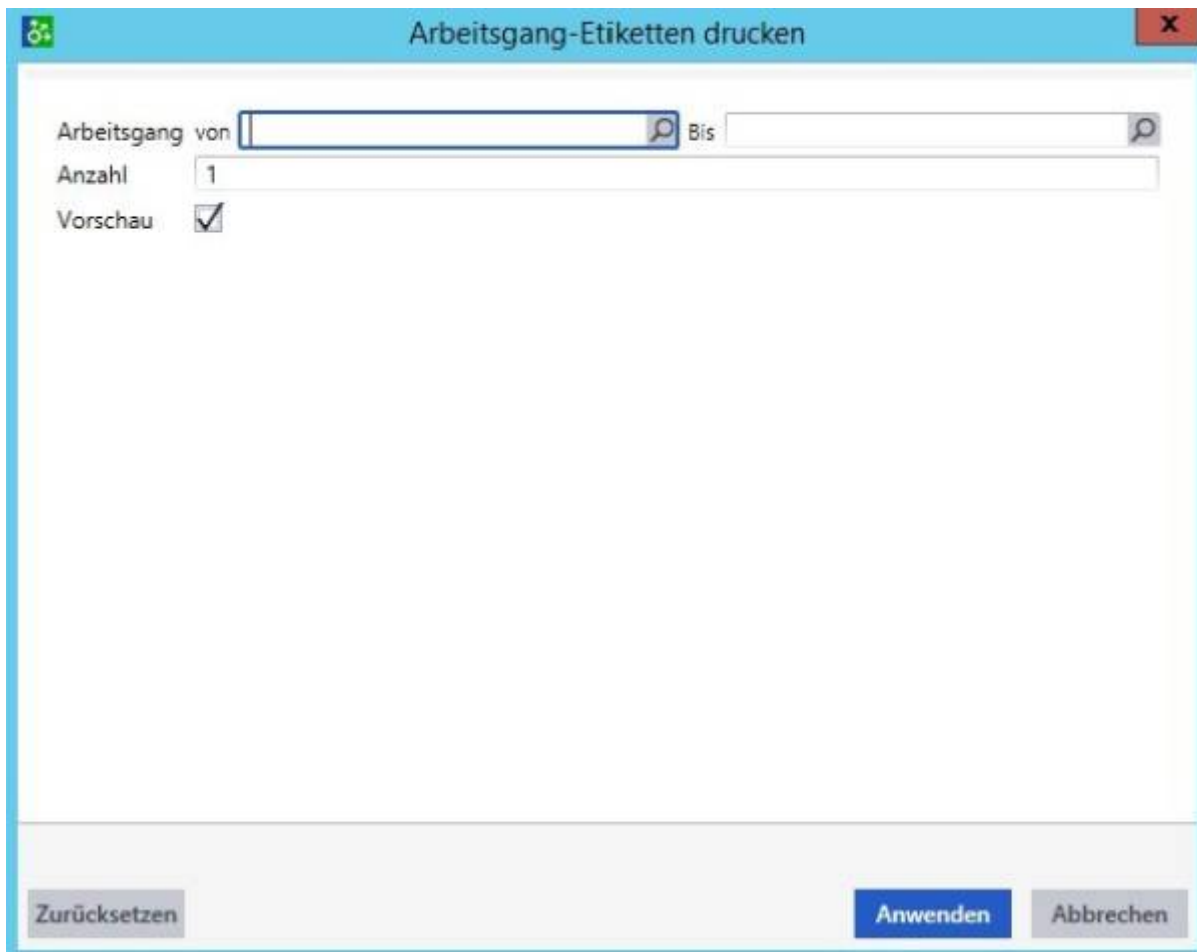 Arbeitsgang-Etiketten drucken
Arbeitsgang von Bis
Anzahl 1
Vorschau
Zurücksetzen Anwenden Abbrechen